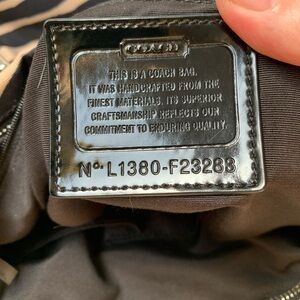 COACH
THIS IS A COACH BAG.
IT WAS HANDCRAFTED FROM THE
FINEST MATERIALS. ITS SUPERIOR
CRAFTSMANSHIP REFLECTS OUR
COMMITMENT TO ENDURING QUALITY.
Nº L1380-F23283